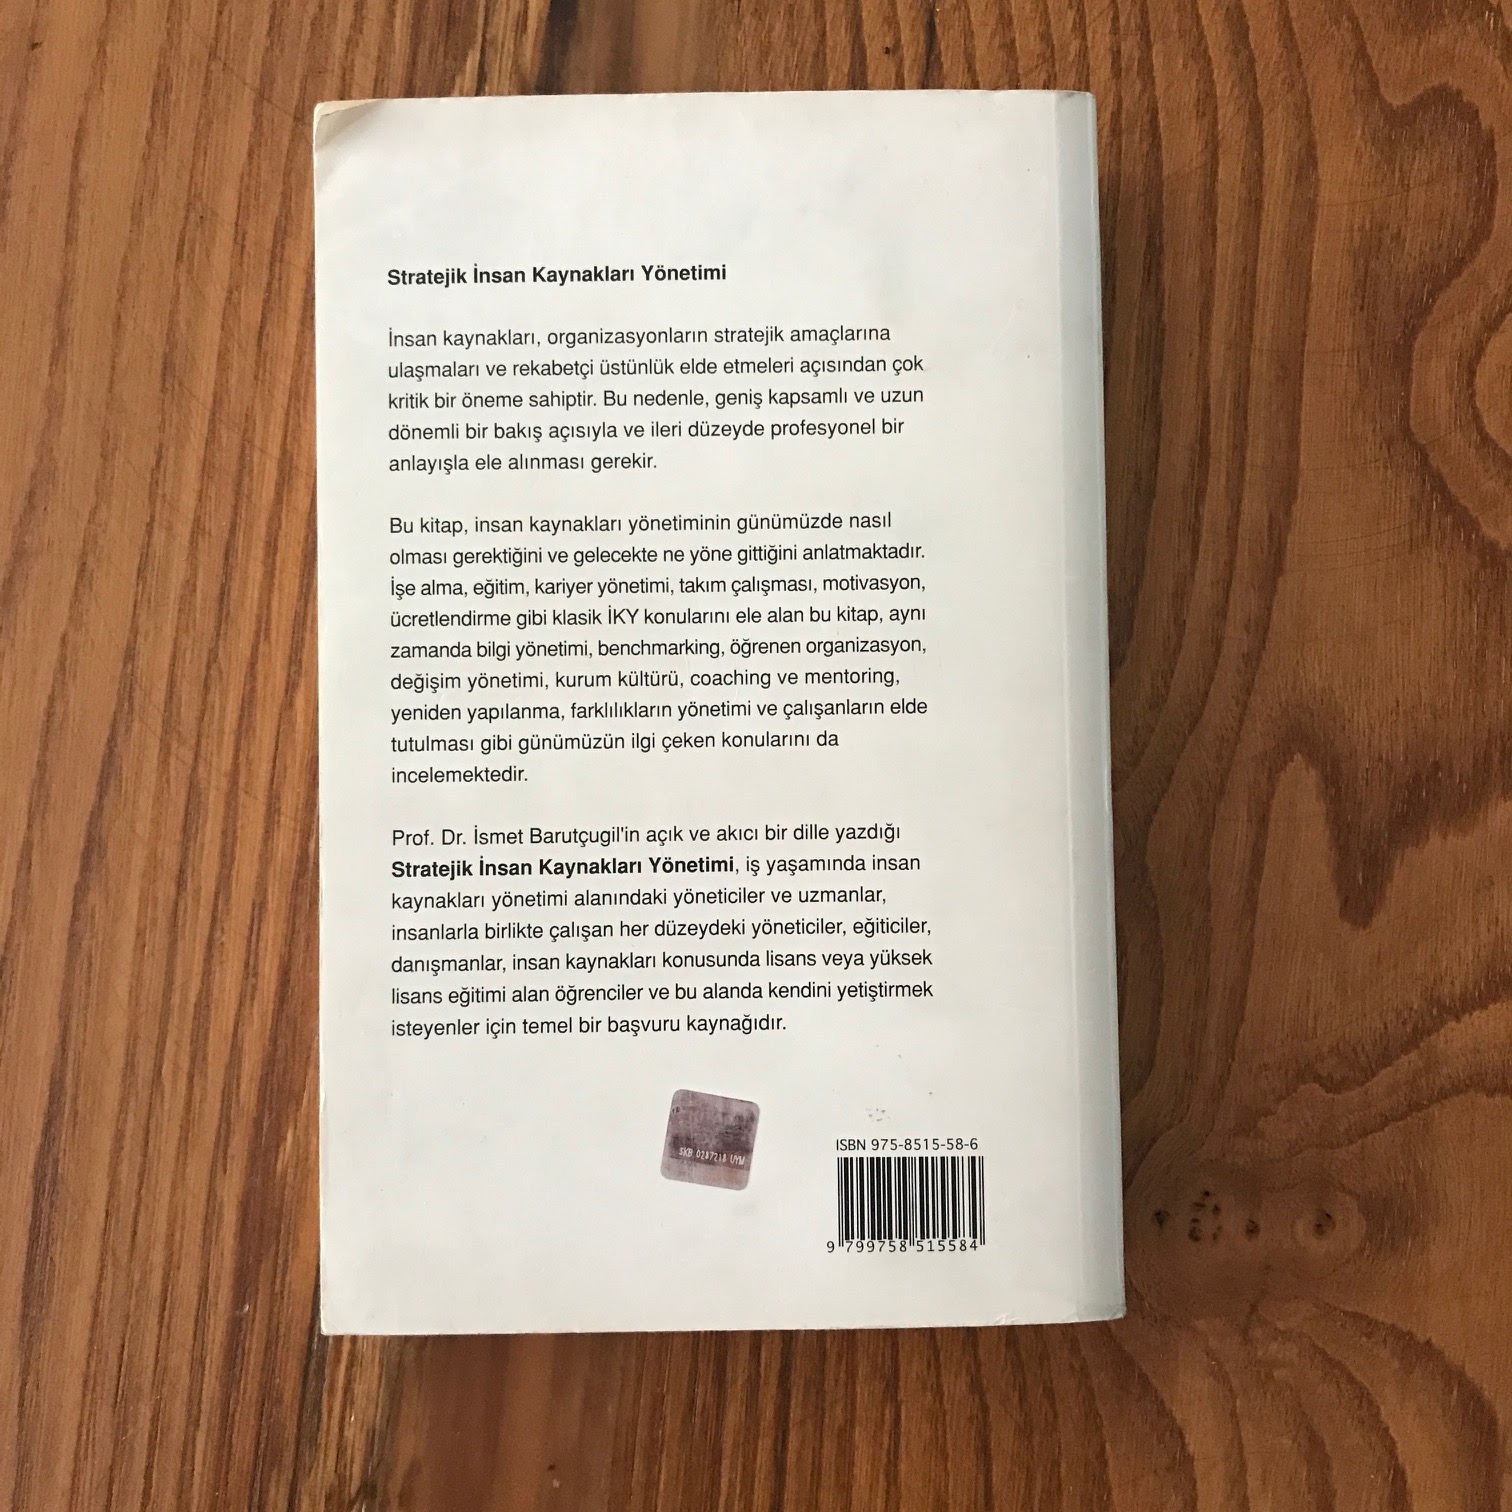 Stratejik İnsan Kaynakları Yönetimi
İnsan kaynakları, organizasyonların stratejik amaçlarına
ulaşmaları ve rekabetçi üstünlük elde etmeleri açısından çok
kritik bir öneme sahiptir. Bu nedenle, geniş kapsamlı ve uzun
dönemli bir bakış açısıyla ve ileri düzeyde profesyonel bir
anlayışla ele alınması gerekir.
Bu kitap, insan kaynakları yönetiminin günümüzde nasıl
olması gerektiğini ve gelecekte ne yöne gittiğini anlatmaktadır.
İşe alma, eğitim, kariyer yönetimi, takım çalışması, motivasyon,
ücretlendirme gibi klasik İKY konularını ele alan bu kitap, aynı
zamanda bilgi yönetimi, benchmarking, öğrenen organizasyon,
değişim yönetimi, kurum kültürü, coaching ve mentoring,
yeniden yapılanma, farklılıkların yönetimi ve çalışanların elde
tutulması gibi günümüzün ilgi çeken konularını da
incelemektedir.
Prof. Dr. İsmet Barutçugil'in açık ve akıcı bir dille yazdığı
Stratejik İnsan Kaynakları Yönetimi, iş yaşamında insan
kaynakları yönetimi alanındaki yöneticiler ve uzmanlar,
insanlarla birlikte çalışan her düzeydeki yöneticiler, eğiticiler,
danışmanlar, insan kaynakları konusunda lisans veya yüksek
lisans eğitimi alan öğrenciler ve bu alanda kendini yetiştirmek
isteyenler için temel bir başvuru kaynağıdır.
SKB
ISBN 975-8515-58-6
9 799758 515584